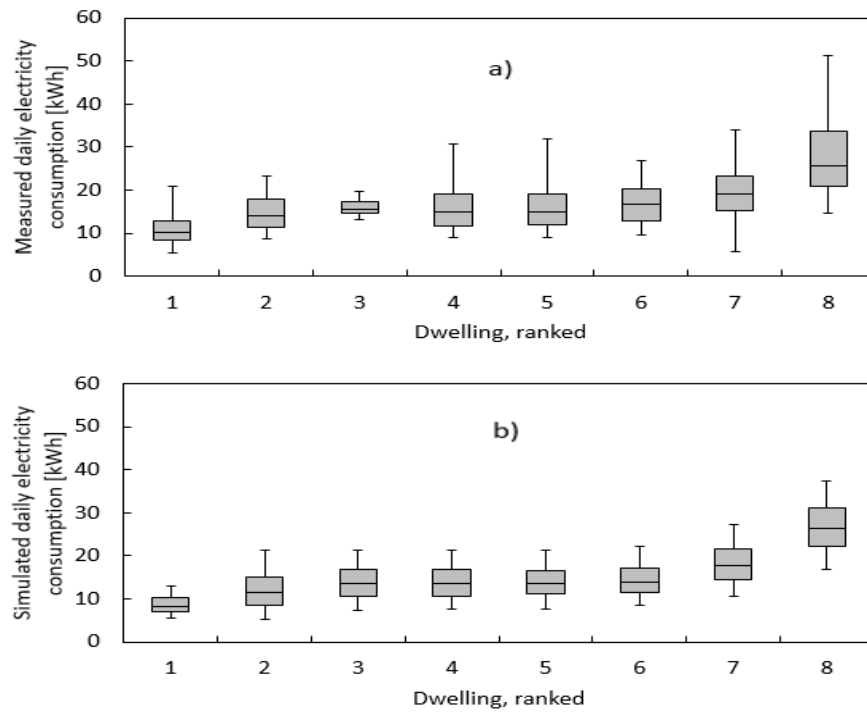 a)
Measured daily electricity
consumption [kWh]
60
50
40
30
20
10
0
1 2 3 4 5 6 7 8
Dwelling, ranked
b)
Simulated daily electricity
consumption [kWh]
60
50
40
30
20
10
0
1 2 3 4 5 6 7 8
Dwelling, ranked